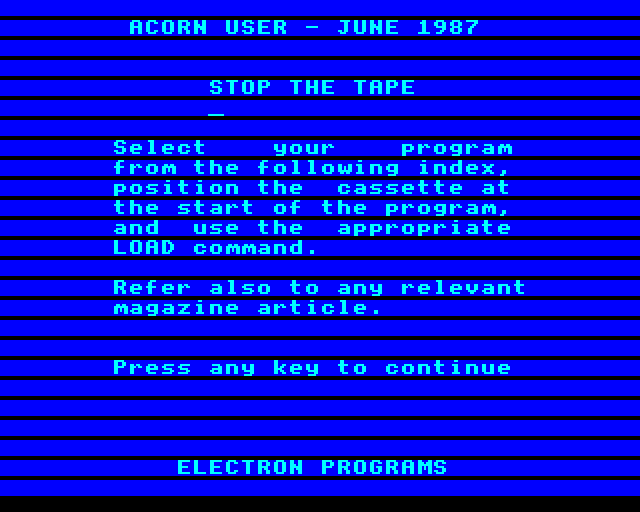 ACORN USER - JUNE 1987
STOP THE TAPE
Select your program
from the following index,
position the cassette at
the start of the program,
and use the appropriate
LOAD command.
Refer also to any relevant
magazine article.
Press any key to continue
ELECTRON PROGRAMS